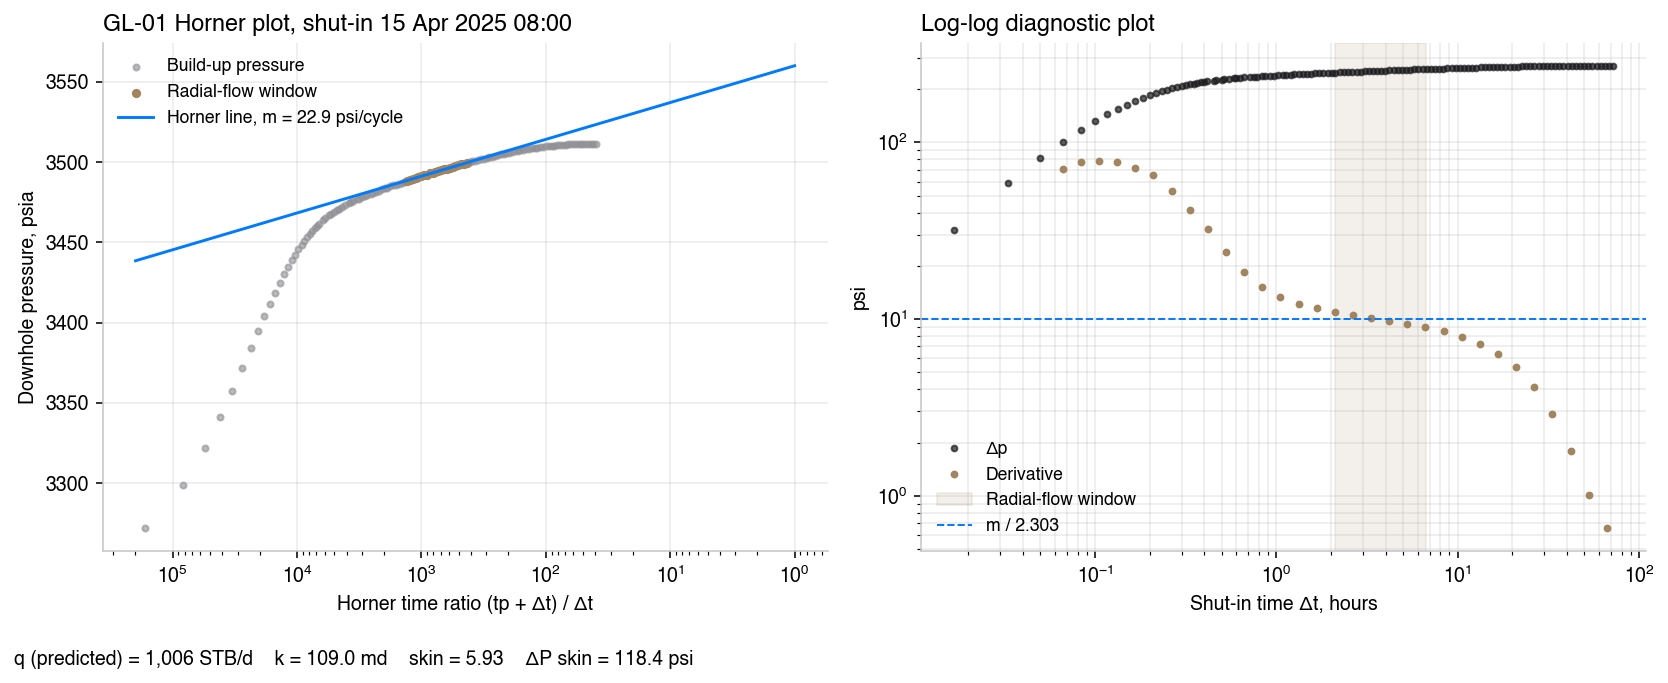 GL-01 Horner plot, shut-in 15 Apr 2025 08:00
Build-up pressure
Radial-flow window
Horner line, m = 22.9 psi/cycle
Downhole pressure, psia
3550
3500
3450
3400
3350
3300
10⁵
10⁴
10³
10²
10¹
10⁰
Horner time ratio (tp + Δt) / Δt
Log-log diagnostic plot
psi
10²
10¹
10⁰
Δp
Derivative
Radial-flow window
m / 2.303
10⁻¹
10⁰
10¹
10²
Shut-in time Δt, hours
q (predicted) = 1,006 STB/d    k = 109.0 md    skin = 5.93    ΔP skin = 118.4 psi